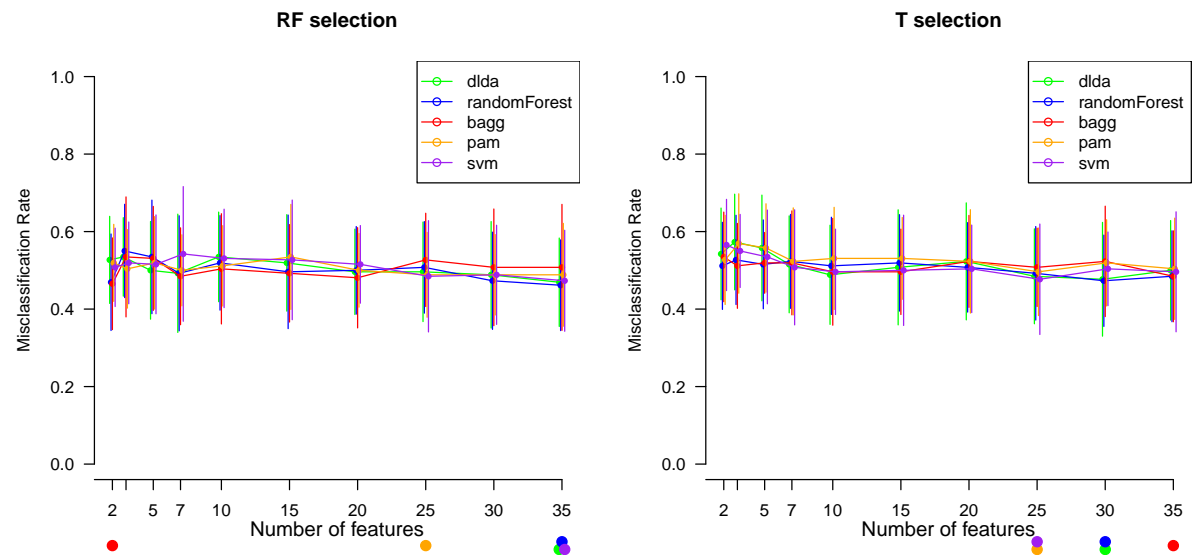 RF selection
1.0
0.8
0.6
0.4
0.2
0.0
Misclassification Rate
dlda
randomForest
bagg
pam
svm
2 5 7 10 15 20 25 30 35
Number of features
T selection
1.0
0.8
0.6
0.4
0.2
0.0
Misclassification Rate
dlda
randomForest
bagg
pam
svm
2 5 7 10 15 20 25 30 35
Number of features